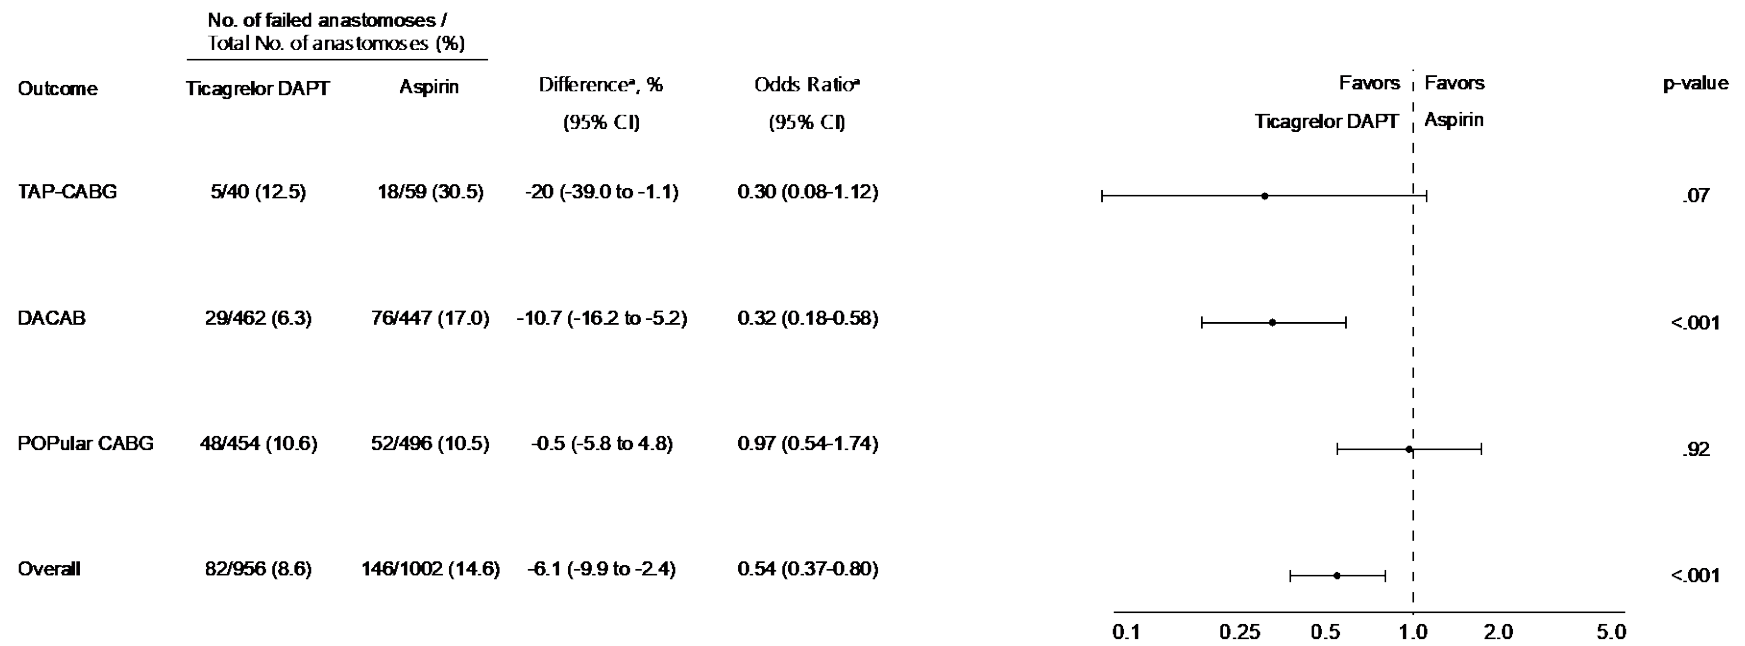 No. of failed anastomoses /
Total No. of anastomoses (%)
Outcome Ticagrelor DAPT Aspirin Differenceᵃ, % Odds Ratioᵃ Favors Favors p-value
(95% CI) (95% CI) Ticagrelor DAPT Aspirin
TAP-CABG 5/40 (12.5) 18/59 (30.5) -20 (-39.0 to -1.1) 0.30 (0.08-1.12) .07
DACAB 29/462 (6.3) 76/447 (17.0) -10.7 (-16.2 to -5.2) 0.32 (0.18-0.58) <.001
POPular CABG 48/454 (10.6) 52/496 (10.5) -0.5 (-5.8 to 4.8) 0.97 (0.54-1.74) .92
Overall 82/956 (8.6) 146/1002 (14.6) -6.1 (-9.9 to -2.4) 0.54 (0.37-0.80) <.001
0.1 0.25 0.5 1.0 2.0 5.0